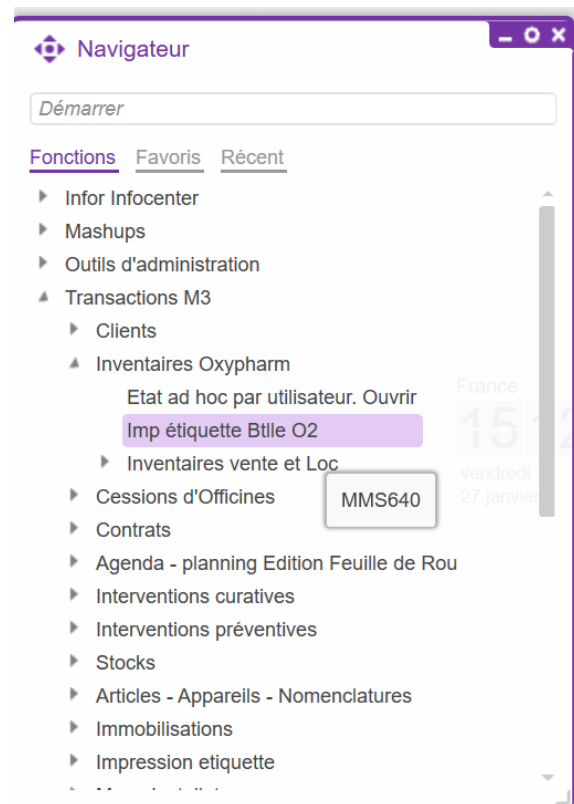 Navigateur
Démarrer
Fonctions Favoris Récent
Infor Infocenter
Mashups
Outils d'administration
Transactions M3
Clients
Inventaires Oxypharm
Etat ad hoc par utilisateur. Ouvrir
France
Imp étiquette Btlle O2
15 12
Inventaires vente et Loc
vendredi
Cessions d'Officines
MMS640
27 janvier
Contrats
Agenda - planning Edition Feuille de Rou
Interventions curatives
Interventions préventives
Stocks
Articles - Appareils - Nomenclatures
Immobilisations
Impression etiquette